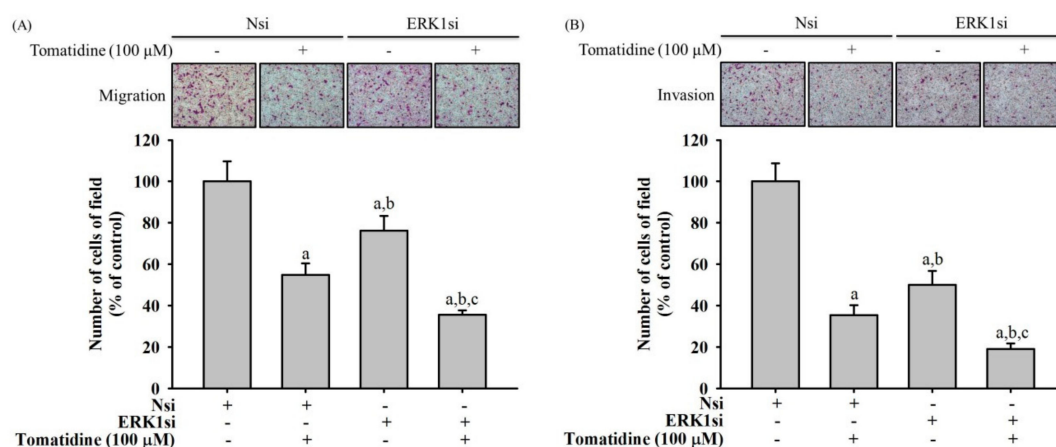 (A)
Nsi ERK1si
Tomatidine (100 μM) - + - +
Migration
Number of cells of field
(% of control)
120
100
80
60
40
20
0
a
a,b
a,b,c
Nsi + + - -
ERK1si - - + +
Tomatidine (100 μM) - + - +
(B)
Nsi ERK1si
Tomatidine (100 μM) - + - +
Invasion
Number of cells of field
(% of control)
120
100
80
60
40
20
0
a
a,b
a,b,c
Nsi + + - -
ERK1si - - + +
Tomatidine (100 μM) - + - +